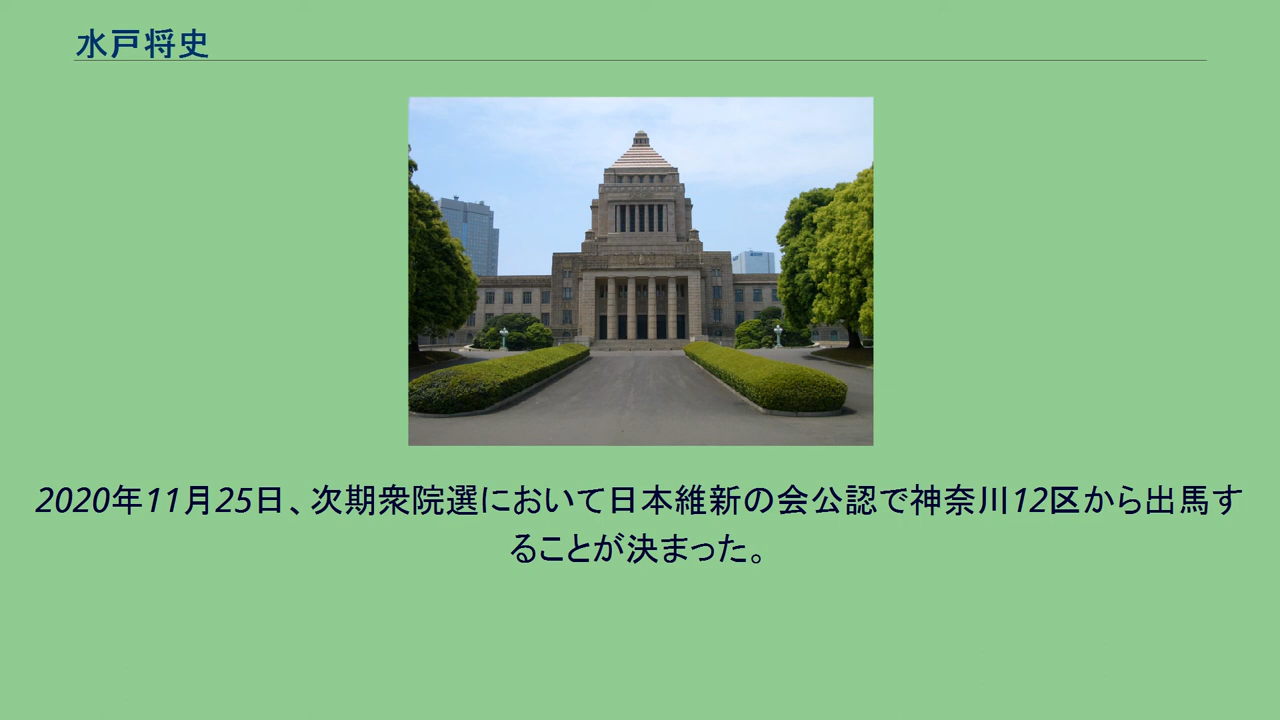 水戸将史
2020年11月25日、次期衆院選において日本維新の会公認で神奈川12区から出馬す
ることが決まった。